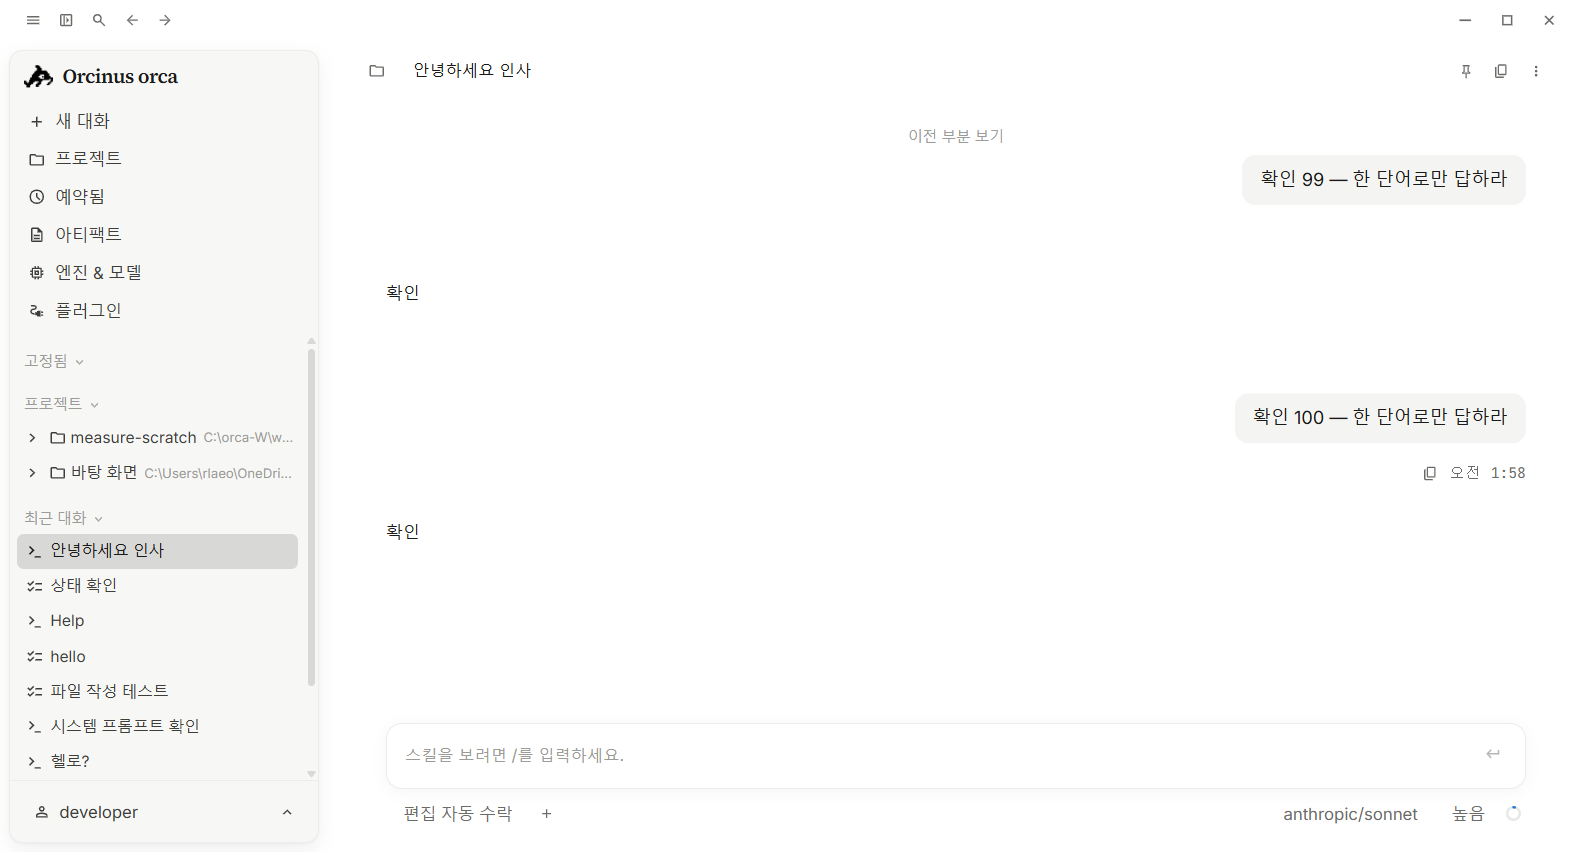 Orcinus orca
새 대화
프로젝트
예약됨
아티팩트
엔진 & 모델
플러그인
고정됨
프로젝트
measure-scratch C:\orca-W\w...
바탕 화면 C:\Users\rlaeo\OneDri...
최근 대화
안녕하세요 인사
상태 확인
Help
hello
파일 작성 테스트
시스템 프롬프트 확인
헬로?
developer
안녕하세요 인사
이전 부분 보기
확인 99 — 한 단어로만 답하라
확인
확인 100 — 한 단어로만 답하라
오전 1:58
확인
스킬을 보려면 /를 입력하세요.
편집 자동 수락
anthropic/sonnet 높음